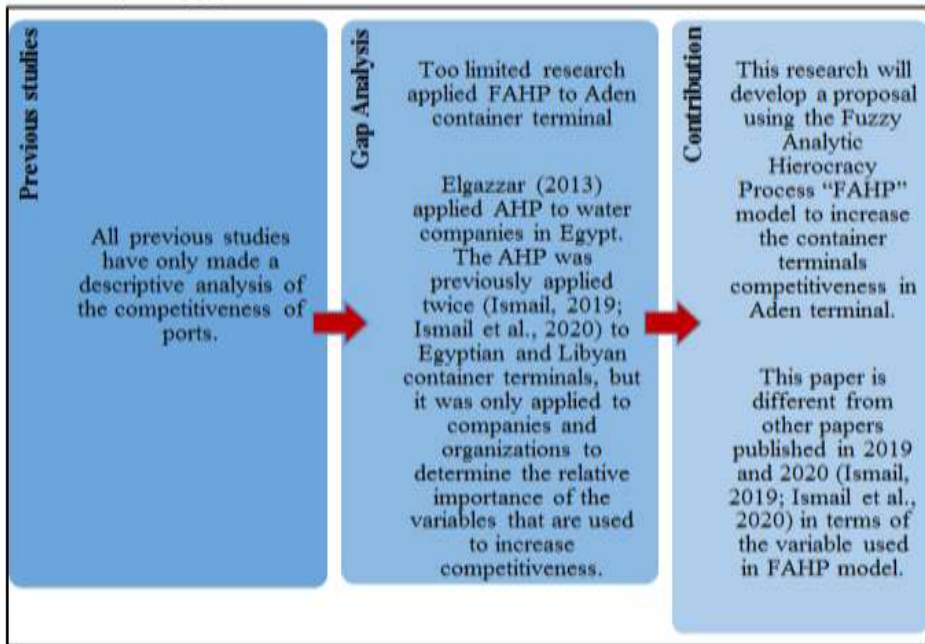 Previous studies
All previous studies
have only made a
descriptive analysis of
the competitiveness of
ports.
Gap Analysis
Too limited research
applied FAHP to Aden
container terminal
Elgazzar (2013)
applied AHP to water
companies in Egypt.
The AHP was
previously applied
twice (Ismail, 2019;
Ismail et al., 2020) to
Egyptian and Libyan
container terminals, but
it was only applied to
companies and
organizations to
determine the relative
importance of the
variables that are used
to increase
competitiveness.
Contribution
This research will
develop a proposal
using the Fuzzy
Analytic
Hierocracy
Process “FAHP”
model to increase
the container
terminals
competitiveness in
Aden terminal.
This paper is
different from
other papers
published in 2019
and 2020 (Ismail,
2019; Ismail et al.,
2020) in terms of
the variable used
in FAHP model.